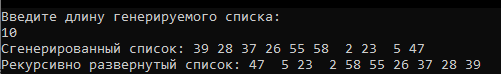 Введите длину генерируемого списка:
10
Сгенерированный список: 39 28 37 26 55 58  2 23  5 47
Рекурсивно развернутый список: 47  5 23  2 58 55 26 37 28 39